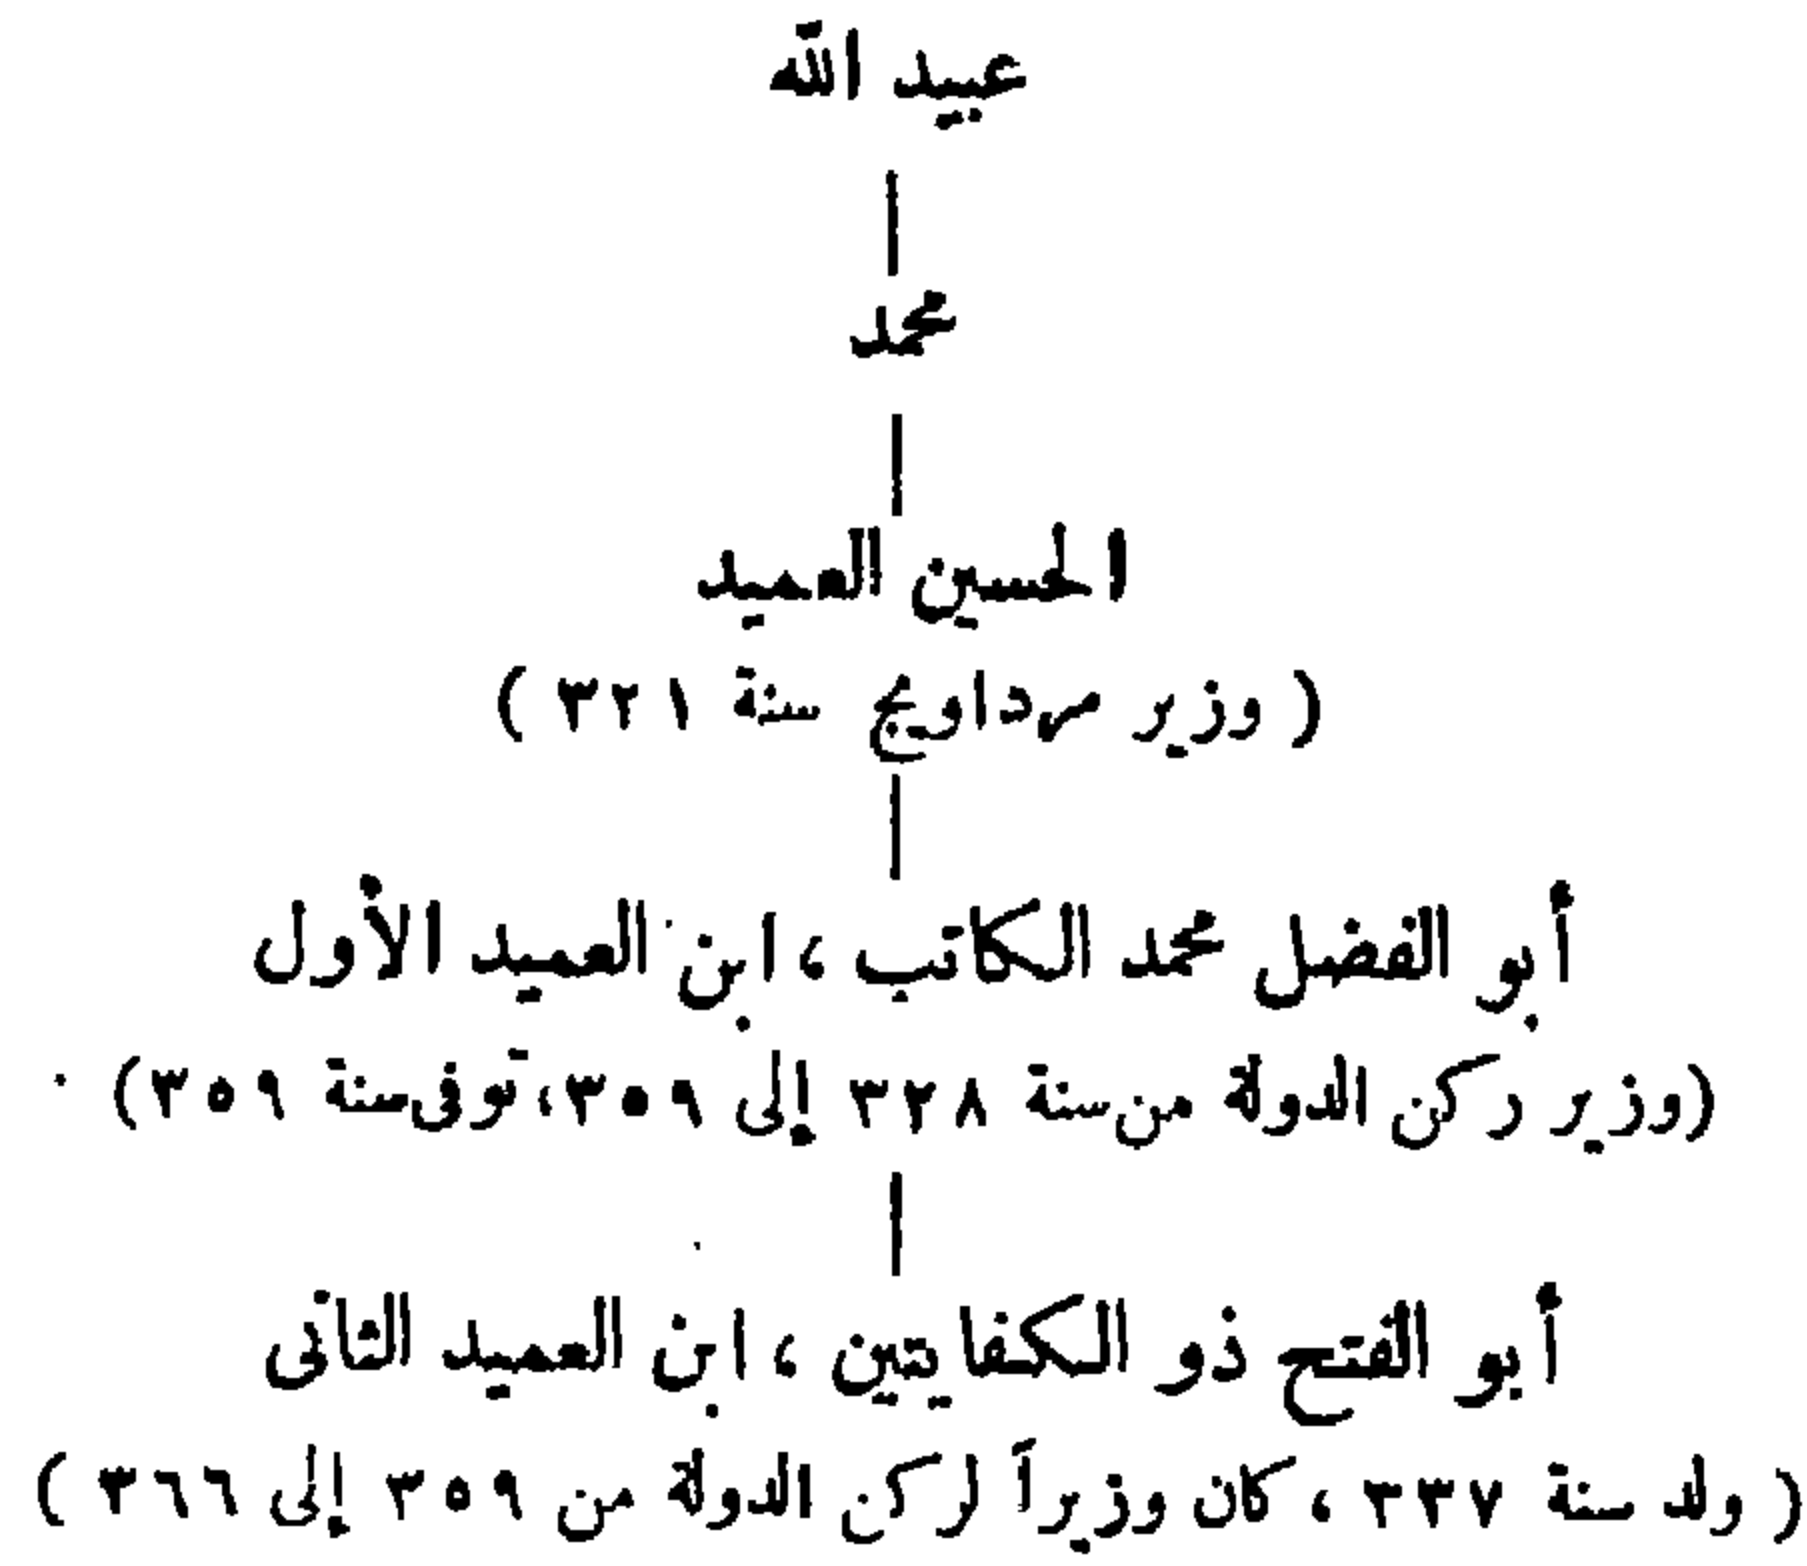 عبيد الله
محمد
الحسين العميد
( وزير مرداويج سنة ٣٢١ )
أبو الفضل محمد الكاتب ، ابن العميد الأول
(وزير ركن الدولة من سنة ٣٢٨ إلى ٣٥٩، توفى سنة ٣٥٩)
أبو الفتح ذو الكفايتين ، ابن العميد الثانى
( ولد سنة ٣٣٧ ، كان وزيراً لركن الدولة من ٣٥٩ إلى ٣٦٦ )